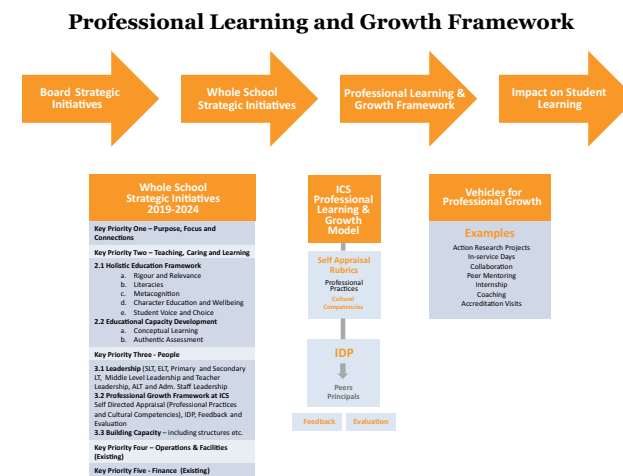 Professional Learning and Growth Framework
Board Strategic
Initiatives
Whole School
Strategic Initiatives
Professional Learning &
Growth Framework
Impact on Student
Learning
Whole School
Strategic Initiatives
2019-2024
Key Priority One – Purpose, Focus and
Connections
Key Priority Two – Teaching, Caring and Learning
2.1 Holistic Education Framework
a. Rigour and Relevance
b. Literacies
c. Metacognition
d. Character Education and Wellbeing
e. Student Voice and Choice
2.2 Educational Capacity Development
a. Conceptual Learning
b. Authentic Assessment
Key Priority Three - People
3.1 Leadership (SLT, ELT, Primary and Secondary
LT, Middle Level Leadership and Teacher
Leadership, ALT and Adm. Staff Leadership
3.2 Professional Growth Framework at ICS
Self Directed Appraisal (Professional Practices
and Cultural Competencies), IDP, Feedback and
Evaluation
3.3 Building Capacity – including structures etc.
Key Priority Four – Operations & Facilities
(Existing)
Key Priority Five - Finance (Existing)
ICS
Professional
Learning &
Growth
Model
Self Appraisal
Rubrics
Professional
Practices
Cultural
Competencies
IDP
Peers
Principals
Feedback
Evaluation
Vehicles for
Professional Growth
Examples
Action Research Projects
In-service Days
Collaboration
Peer Mentoring
Internship
Coaching
Accreditation Visits